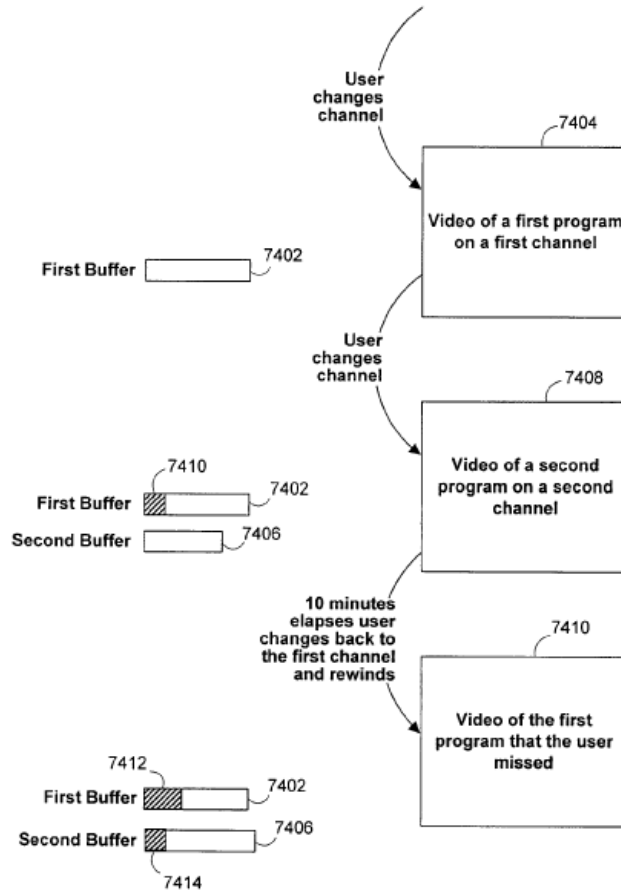 User
changes
channel
7404
Video of a first program
on a first channel
7402
First Buffer
User
changes
channel
7408
Video of a second
program on a second
channel
7410
First Buffer
7402
Second Buffer
7406
10 minutes
elapses user
changes back to
the first channel
and rewinds
7410
Video of the first
program that the user
missed
7412
First Buffer
7402
Second Buffer
7406
7414